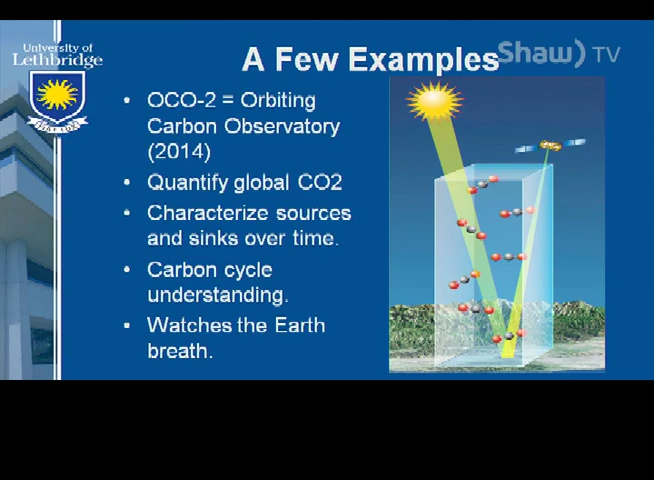 University of
Lethbridge
A Few Examples
Shaw) TV
• OCO-2 = Orbiting
Carbon Observatory
(2014)
• Quantify global CO2
• Characterize sources
and sinks over time.
• Carbon cycle
understanding.
• Watches the Earth
breath.